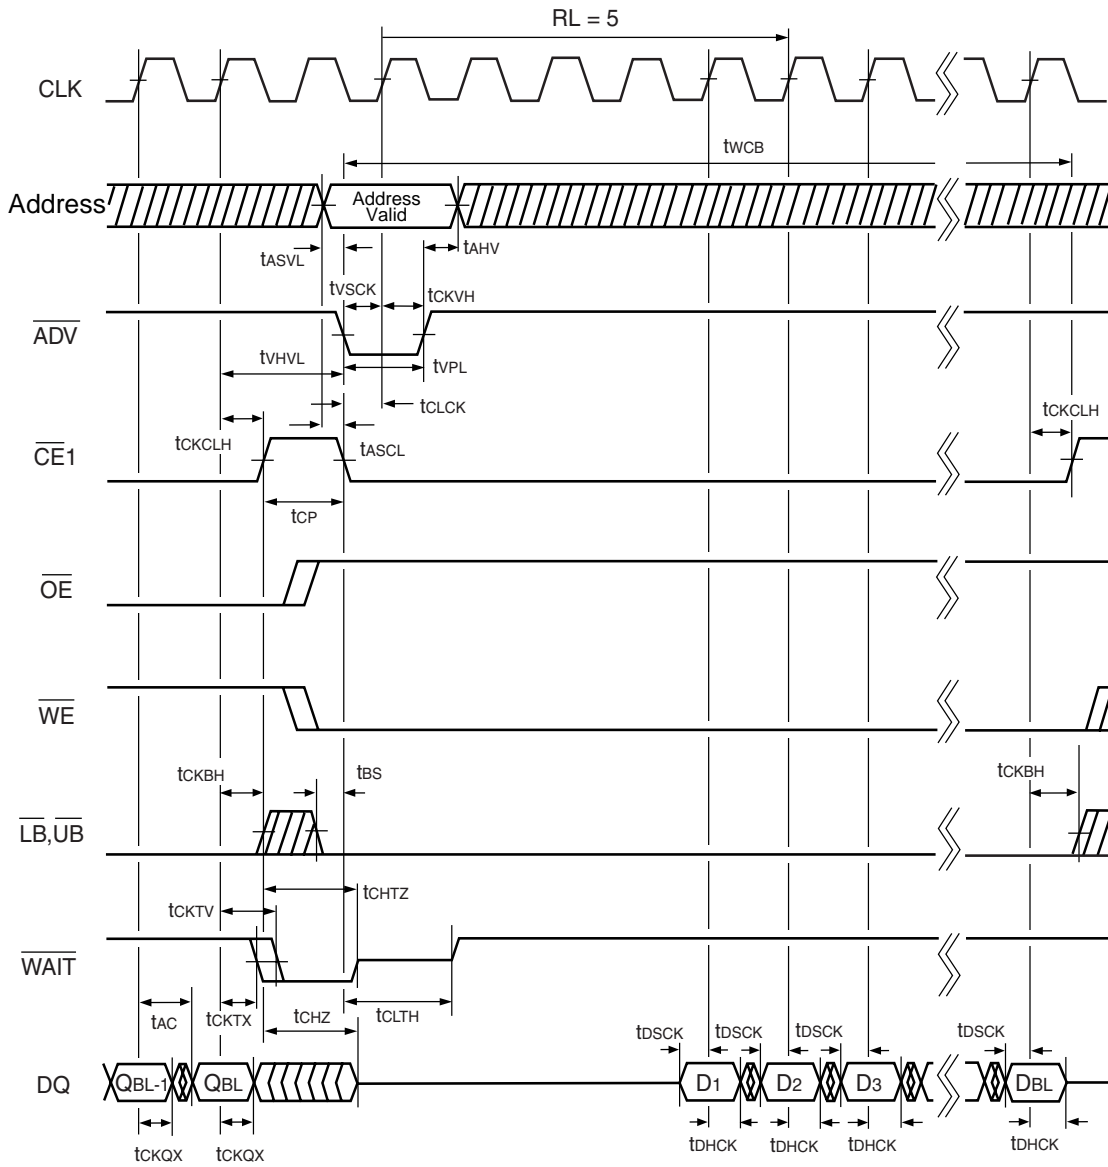 RL = 5
CLK
tWCB
Address
Address
Valid
tASVL
tAHV
tVSCK
tCKVH
ADV
tVHVL
tVPL
tCLCK
tCKCLH
tCKCLH
tASCL
CE1
tCP
OE
WE
tCKBH
tBS
tCKBH
LB,UB
tCHTZ
tCKTV
WAIT
tAC
tCKTX
tCHZ
tCLTH
tDSCK
tDSCK
tDSCK
tDSCK
DQ
QBL-1
QBL
D1
D2
D3
DBL
tCKQX
tCKQX
tDHCK
tDHCK
tDHCK
tDHCK